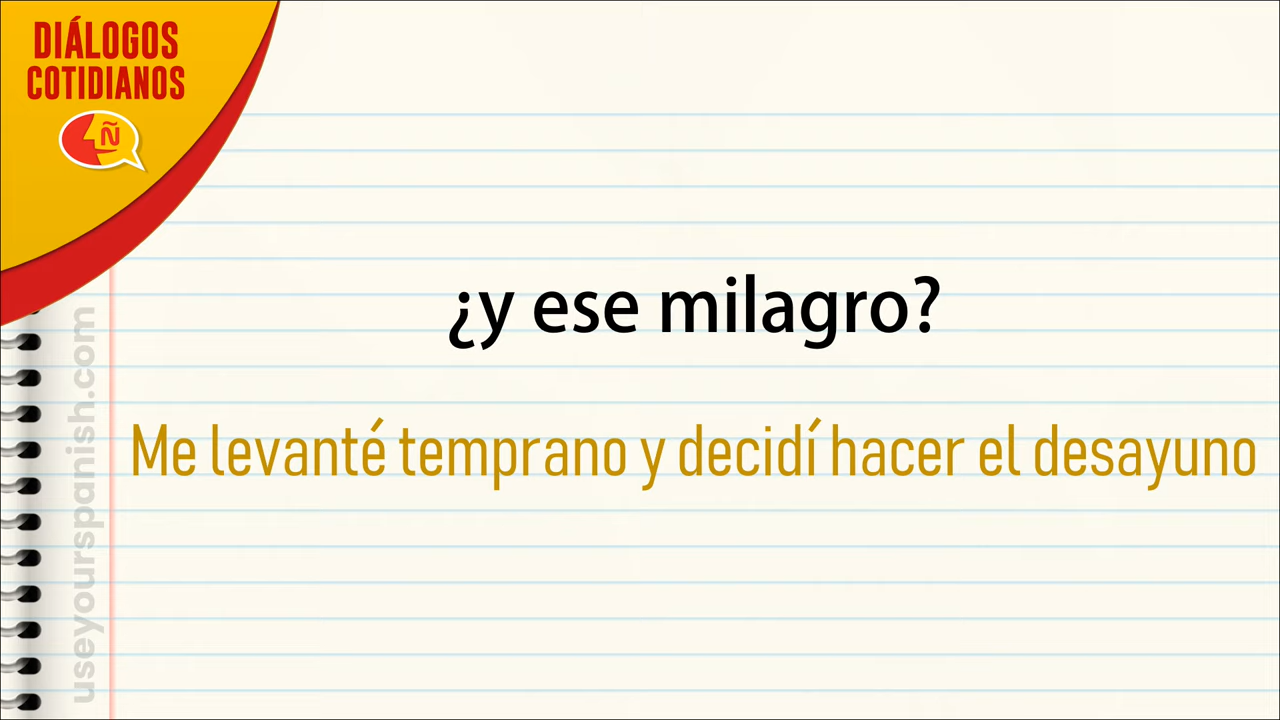 DIÁLOGOS
COTIDIANOS
Ñ
¿y ese milagro?
Me levanté temprano y decidí hacer el desayuno
useyourspanish.com